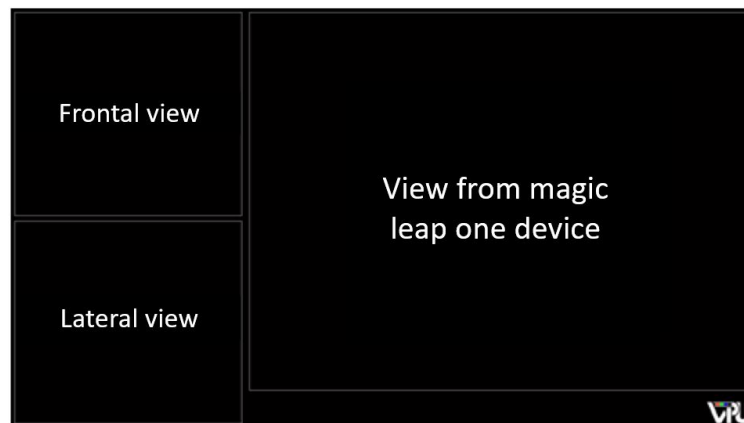 Frontal view
View from magic
leap one device
Lateral view